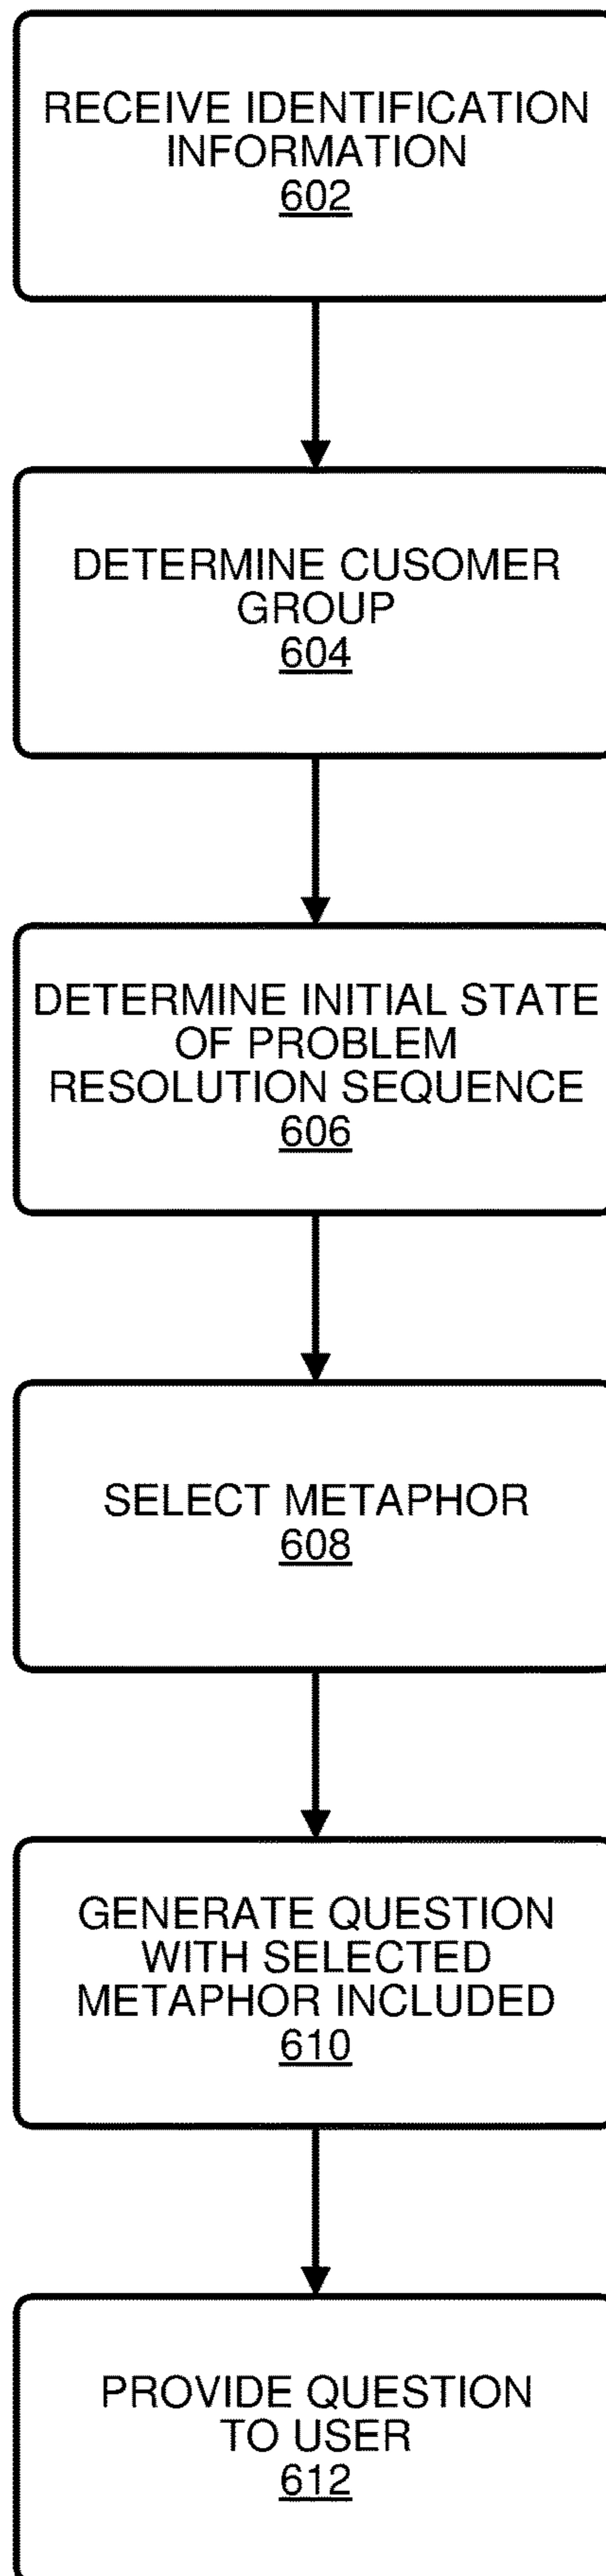 RECEIVE IDENTIFICATION
INFORMATION
602
DETERMINE CUSOMER
GROUP
604
DETERMINE INITIAL STATE
OF PROBLEM
RESOLUTION SEQUENCE
606
SELECT METAPHOR
608
GENERATE QUESTION
WITH SELECTED
METAPHOR INCLUDED
610
PROVIDE QUESTION
TO USER
612